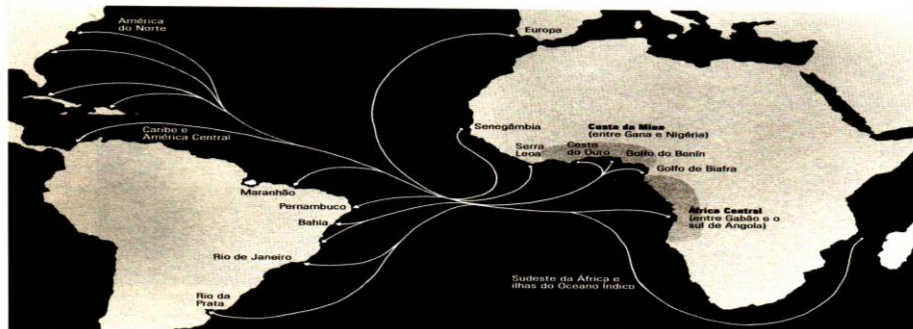 América
do Norte
Europa
Caribe e
América Central
Senegâmbia
Costa da Mina
(entre Gana e Nigéria)
Serra
Leoa
Costa
do Ouro
Golfo do Benin
Golfo de Biafra
Maranhão
Pernambuco
Bahia
África Central
(entre Gabão e o
sul de Angola)
Rio de Janeiro
Rio da
Prata
Sudeste da África e
ilhas do Oceano Índico